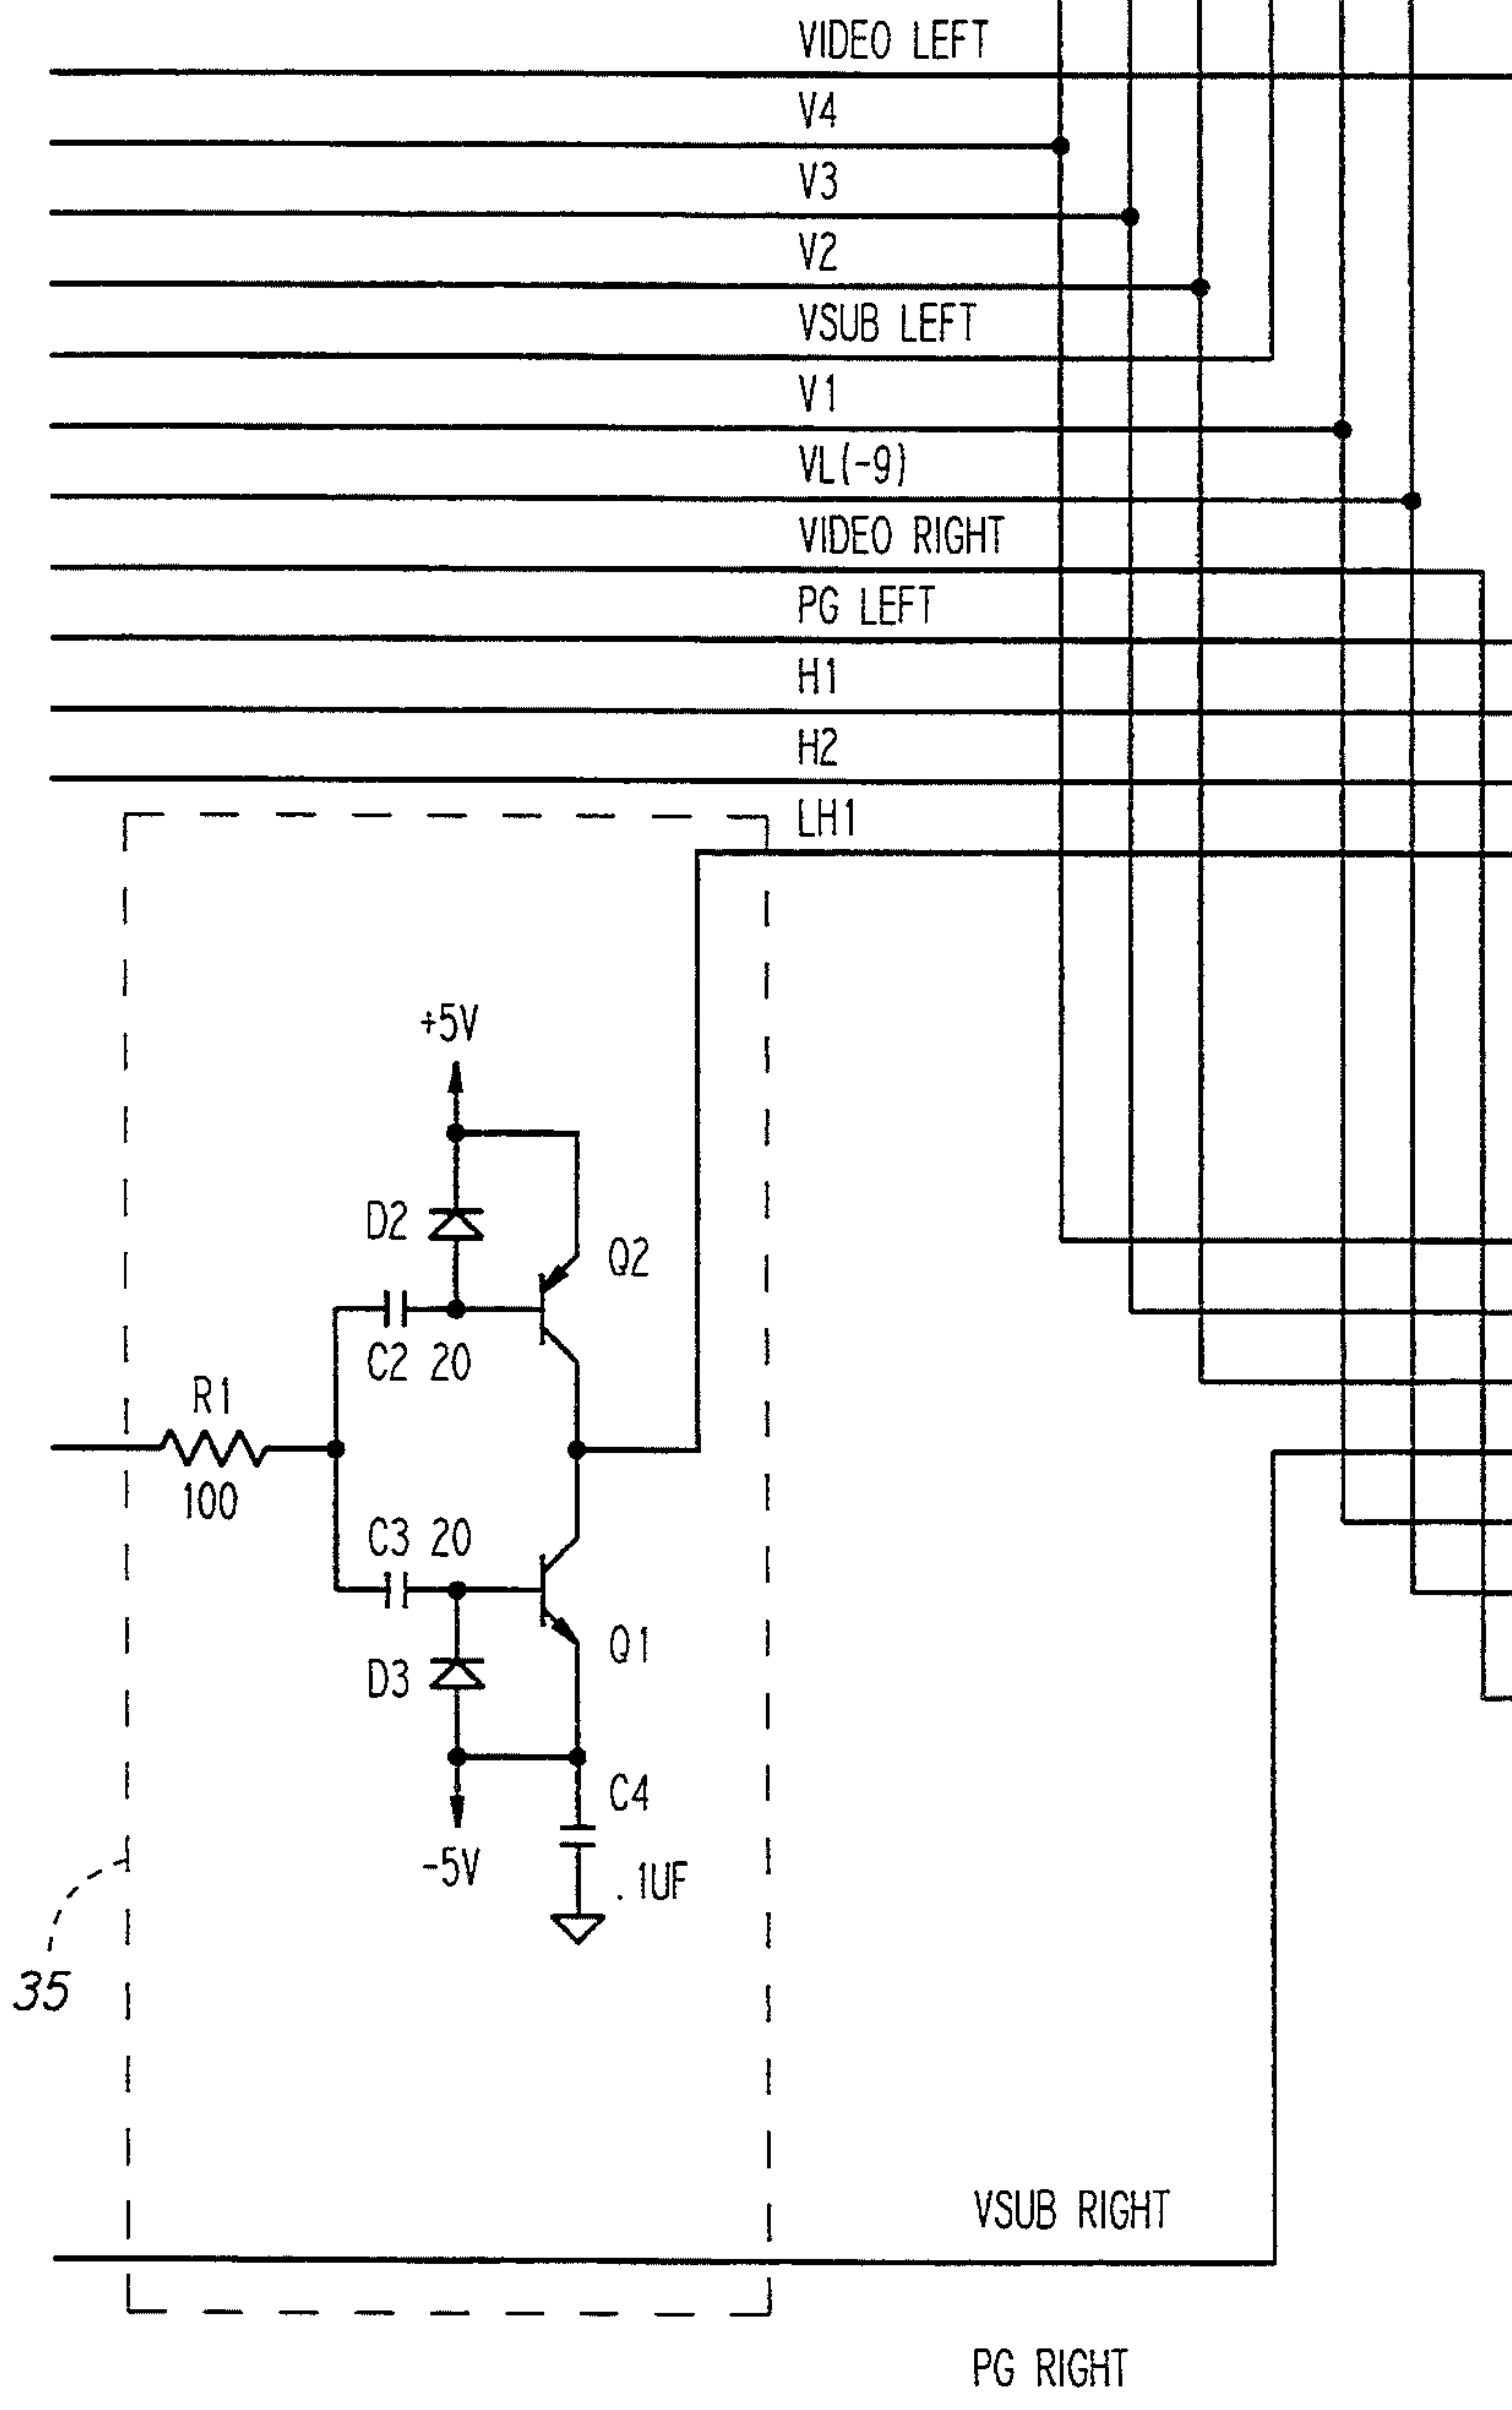 VIDEO LEFT
V4
V3
V2
VSUB LEFT
V1
VL(-9)
VIDEO RIGHT
PG LEFT
H1
H2
LH1
+5V
D2
Q2
C2 20
R1
100
C3 20
Q1
D3
C4
-5V
.1UF
35
VSUB RIGHT
PG RIGHT